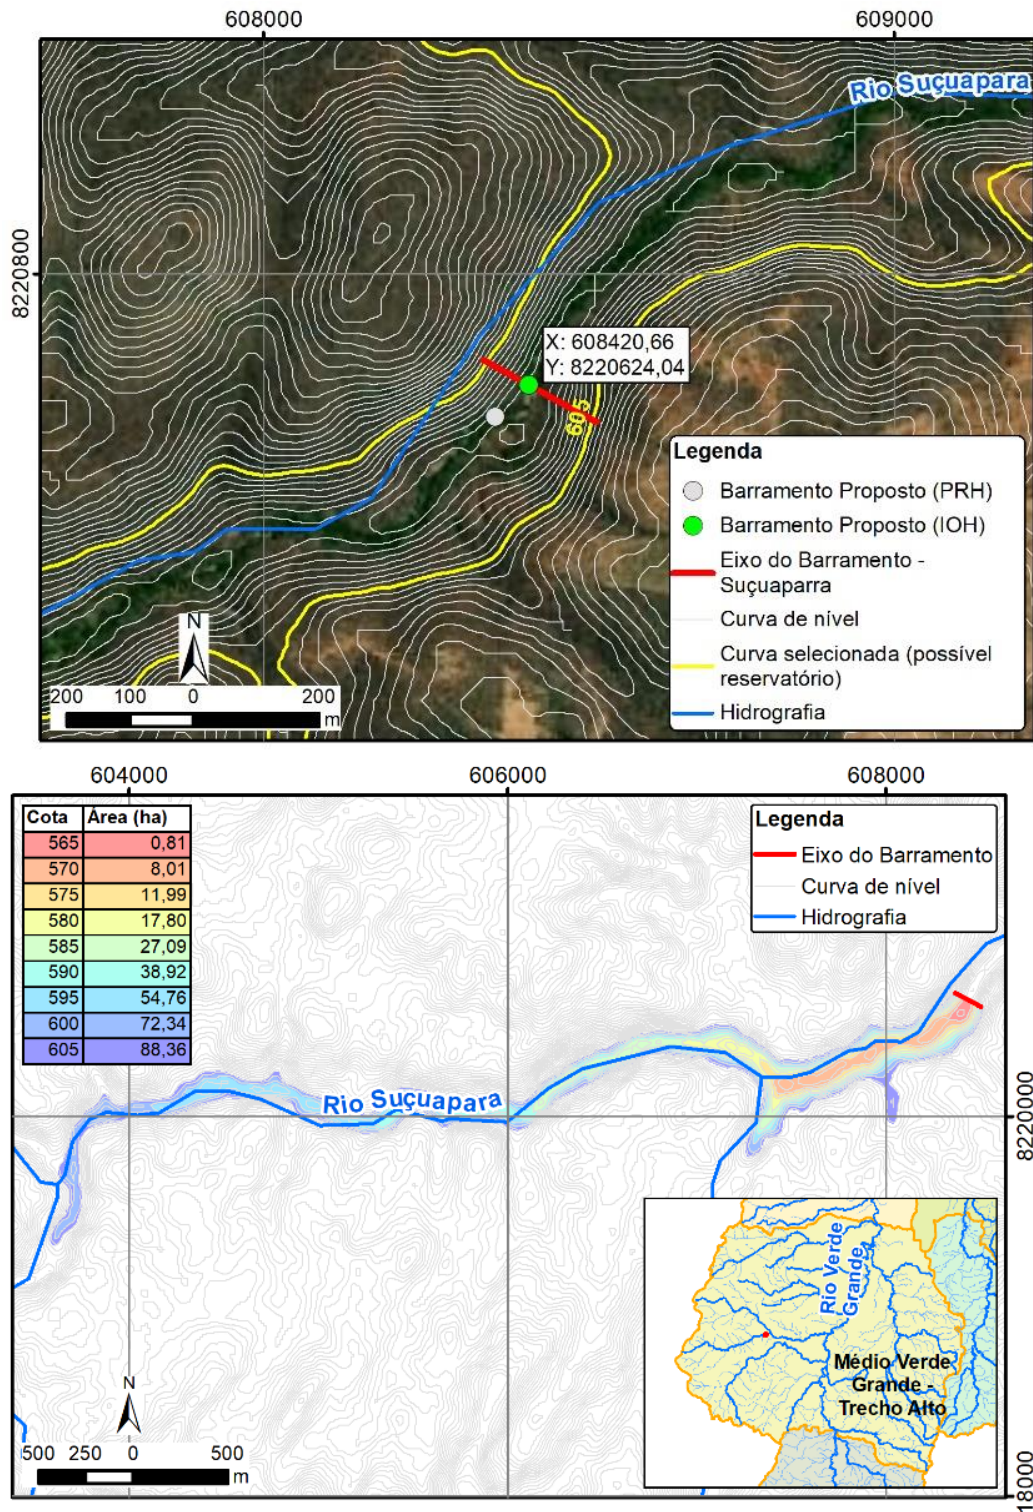 608000 609000
Rio Suçuapara
8220800
X: 608420,66
Y: 8220624,04
605
Legenda
Barramento Proposto (PRH)
Barramento Proposto (IOH)
Eixo do Barramento -
Suçuaparra
Curva de nível
Curva selecionada (possível
reservatório)
Hidrografia
N
200 100 0 200
m
604000 606000 608000
Cota Área (ha)
565 0,81
570 8,01
575 11,99
580 17,80
585 27,09
590 38,92
595 54,76
600 72,34
605 88,36
Legenda
Eixo do Barramento
Curva de nível
Hidrografia
Rio Suçuapara
8220000
Rio Verde
Grande
Médio Verde
Grande -
Trecho Alto
N
500 250 0 500
m